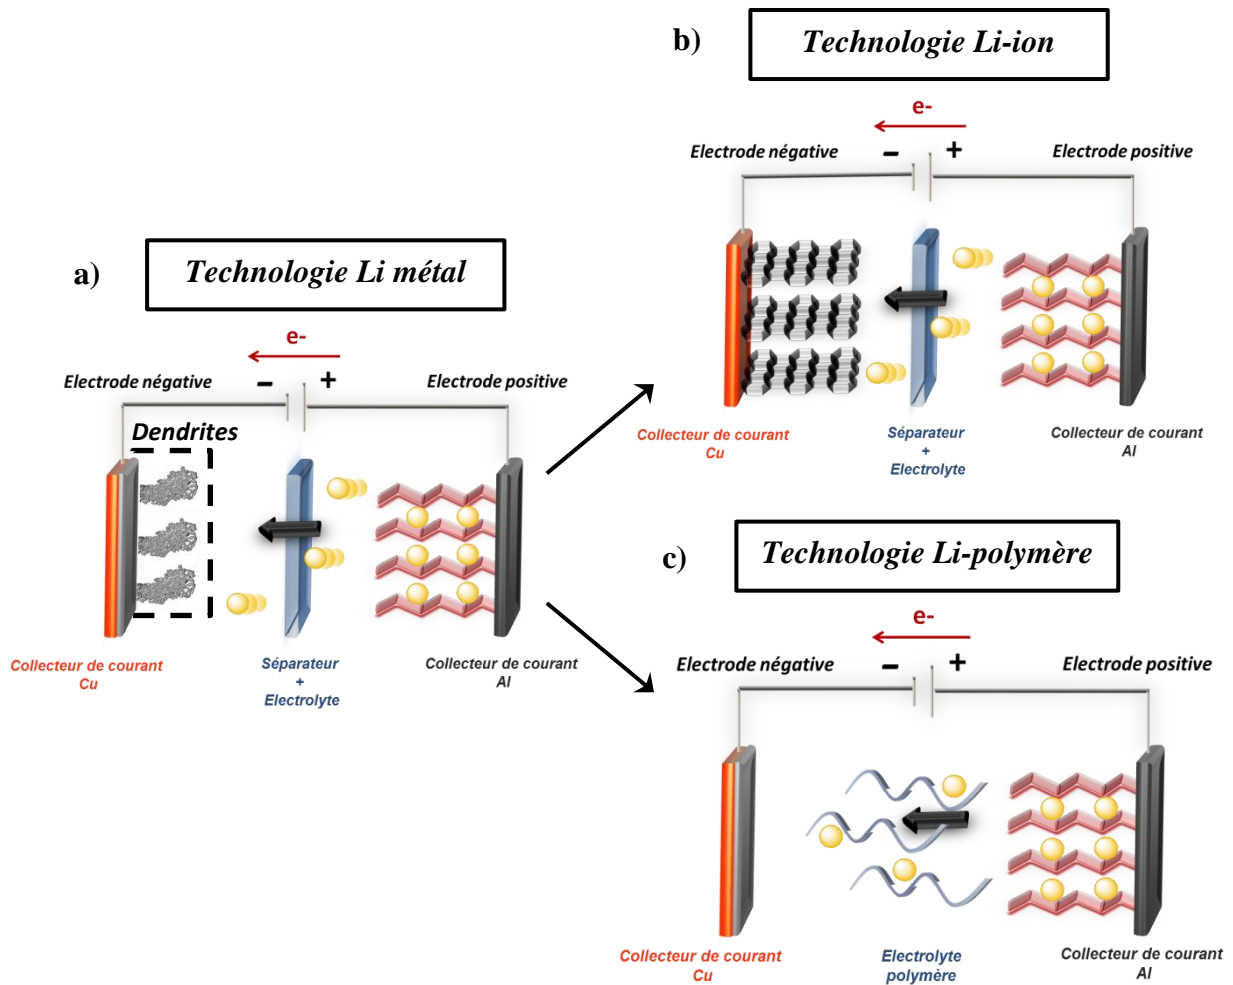 a)
Technologie Li métal
e-
Electrode négative
-
+
Electrode positive
Dendrites
Collecteur de courant
Cu
Séparateur
+
Electrolyte
Collecteur de courant
Al
b)
Technologie Li-ion
e-
Electrode négative
-
+
Electrode positive
Collecteur de courant
Cu
Séparateur
+
Electrolyte
Collecteur de courant
Al
c)
Technologie Li-polymère
e-
Electrode négative
-
+
Electrode positive
Collecteur de courant
Cu
Electrolyte
polymère
Collecteur de courant
Al